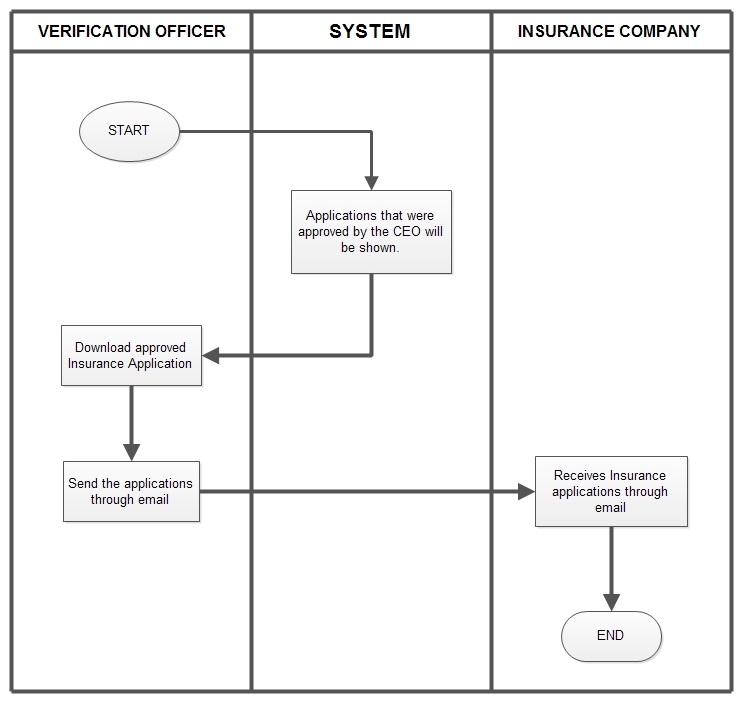 VERIFICATION OFFICER
SYSTEM
INSURANCE COMPANY
START
Applications that were
approved by the CEO will
be shown.
Download approved
Insurance Application
Send the applications
through email
Receives Insurance
applications through
email
END